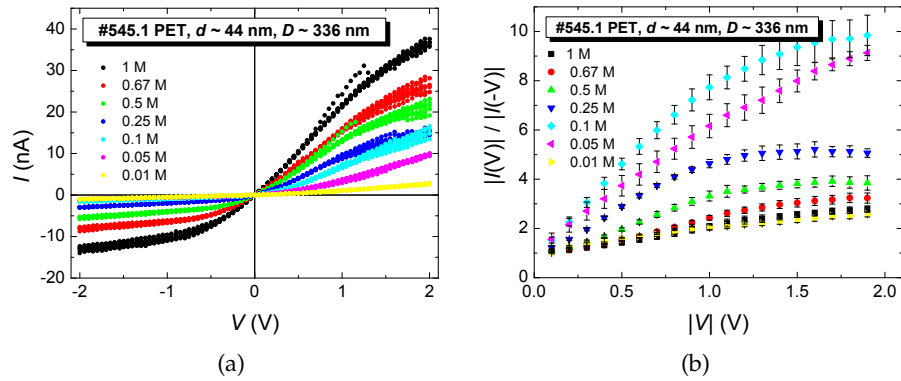 #545.1 PET, d ~ 44 nm, D ~ 336 nm
1 M
0.67 M
0.5 M
0.25 M
0.1 M
0.05 M
0.01 M
I (nA)
40
30
20
10
0
-10
-20
-2
-1
0
1
2
V (V)
(a)
#545.1 PET, d ~ 44 nm, D ~ 336 nm
1 M
0.67 M
0.5 M
0.25 M
0.1 M
0.05 M
0.01 M
|I(V)| / |I(-V)|
10
8
6
4
2
0
0.0
0.5
1.0
1.5
2.0
|V| (V)
(b)